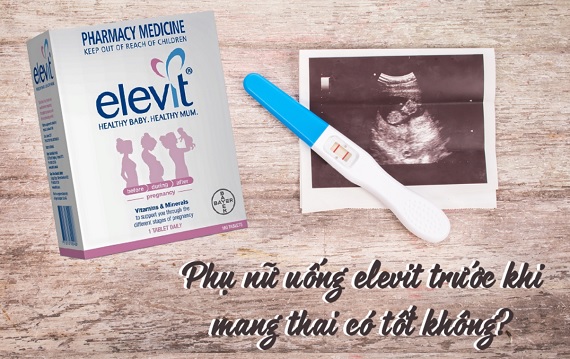 PHARMACY MEDICINE
KEEP OUT OF REACH OF CHILDREN
elevit®
HEALTHY BABY. HEALTHY MUM.
before during after
pregnancy
Vitamins & Minerals
To support you through the
different stages of pregnancy
1 TABLET DAILY
BAYER
elevit
Phụ nữ uống elevit trước khi
mang thai có tốt không?